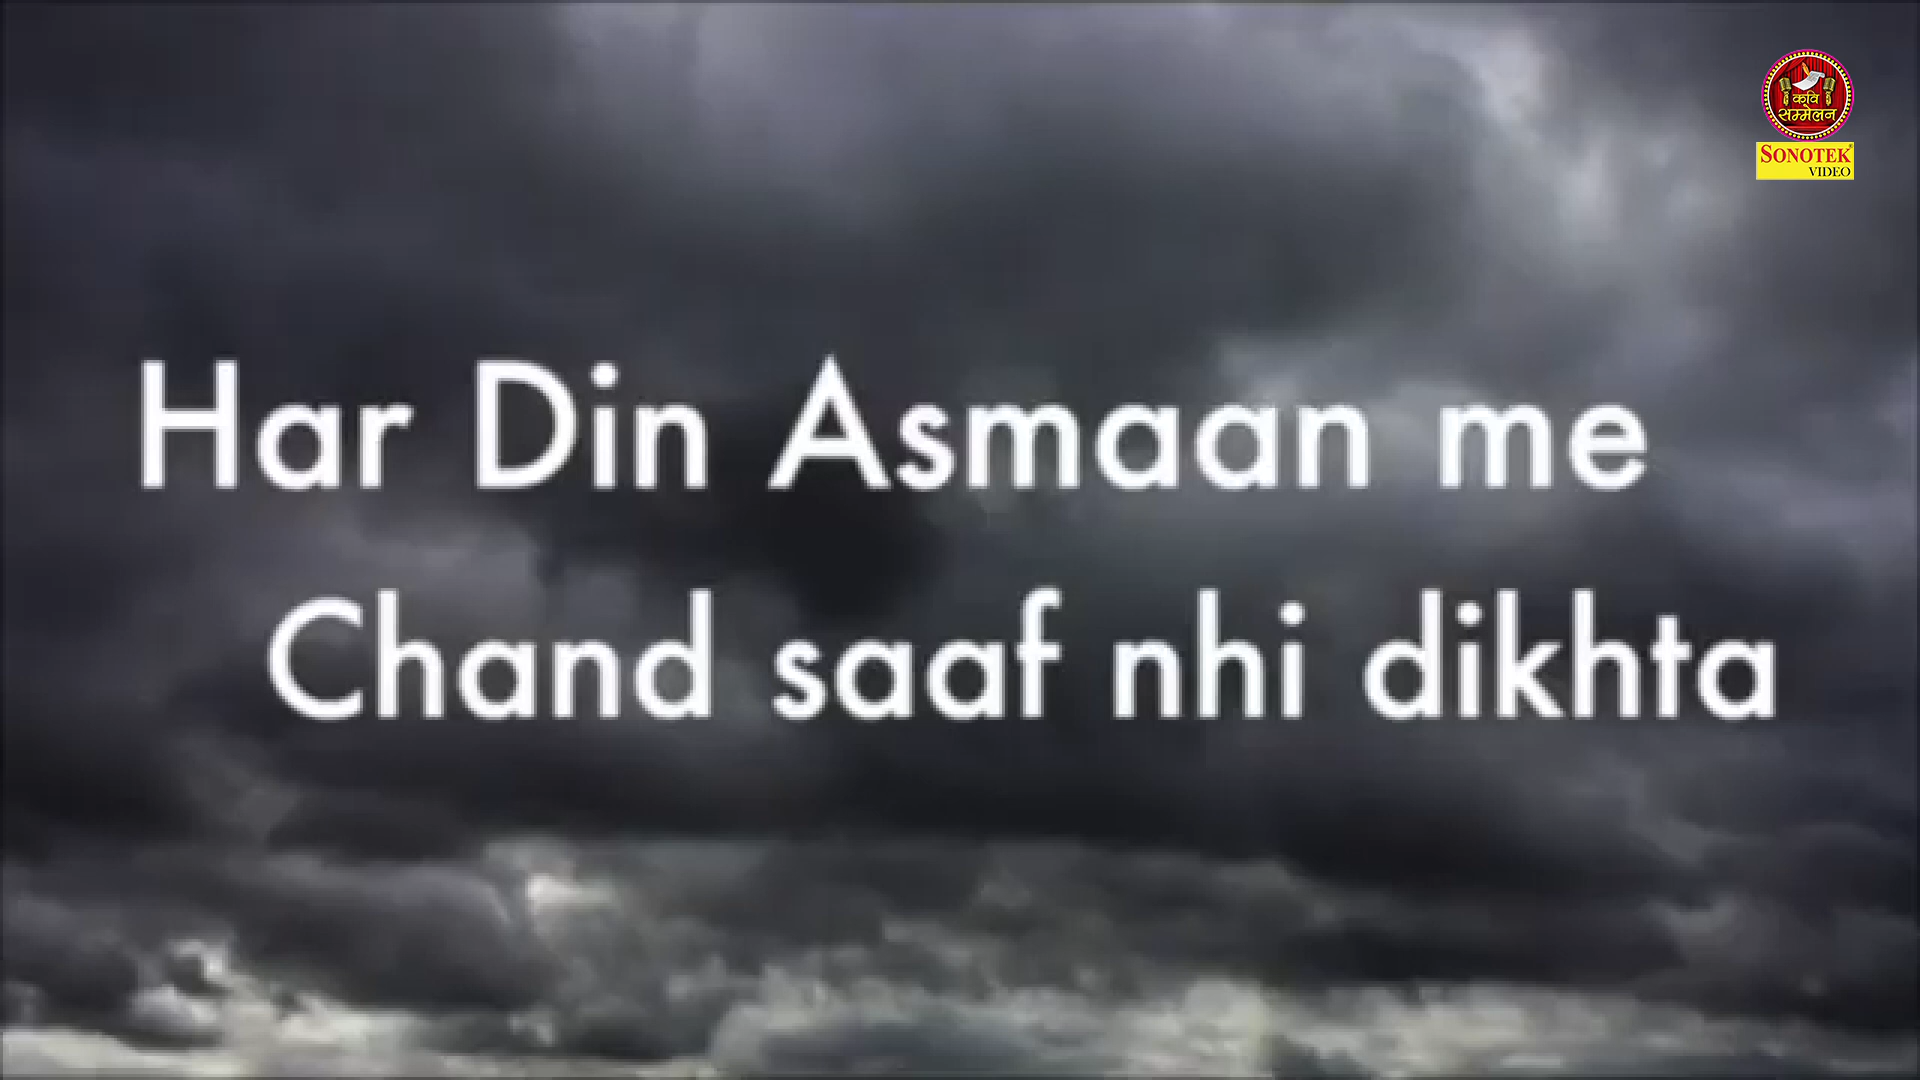 कवि
सम्मेलन
SONOTEK®
VIDEO
Har Din Asmaan me
Chand saaf nhi dikhta